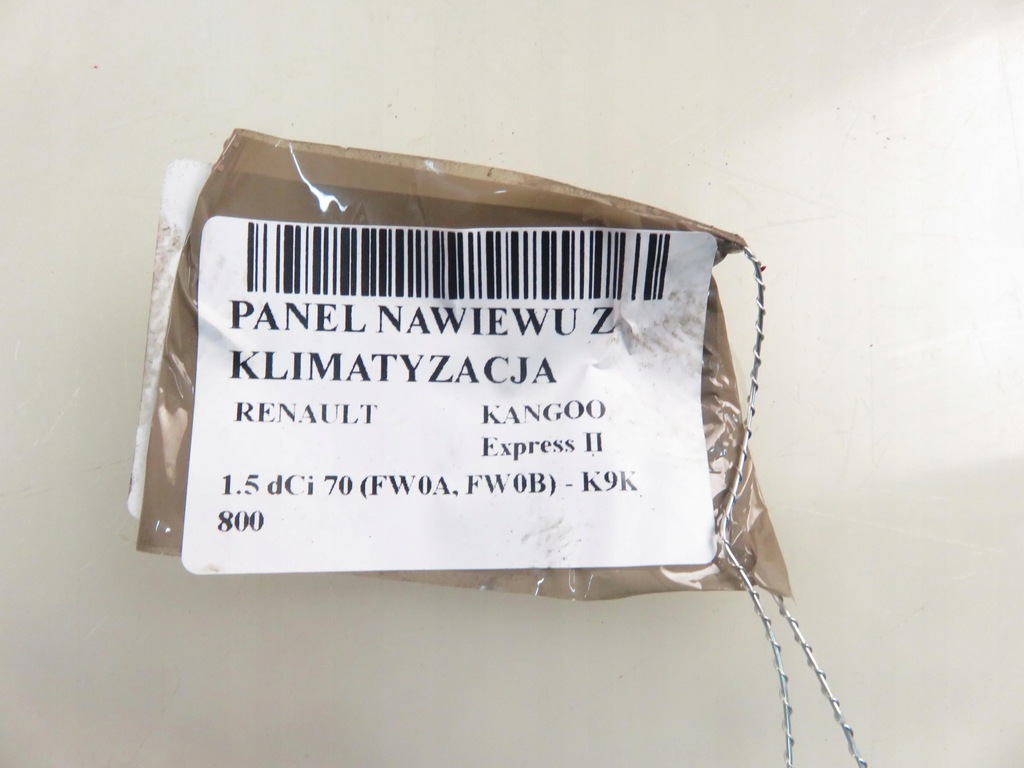 PANEL NAWIEWU Z
KLIMATYZACJA
RENAULT KANGOO
Express II
1.5 dCi 70 (FW0A, FW0B) - K9K
800